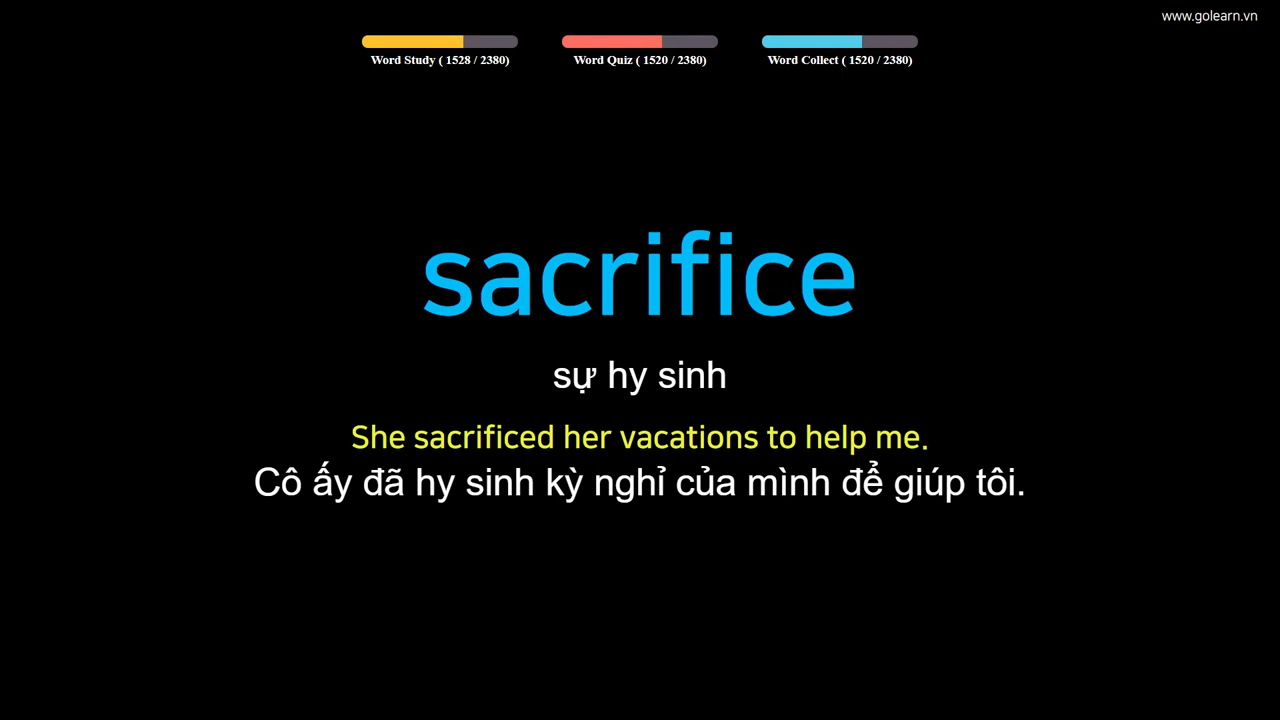 www.golearn.vn
Word Study ( 1528 / 2380) Word Quiz ( 1520 / 2380) Word Collect ( 1520 / 2380)
sacrifice
sự hy sinh
She sacrificed her vacations to help me.
Cô ấy đã hy sinh kỳ nghỉ của mình để giúp tôi.